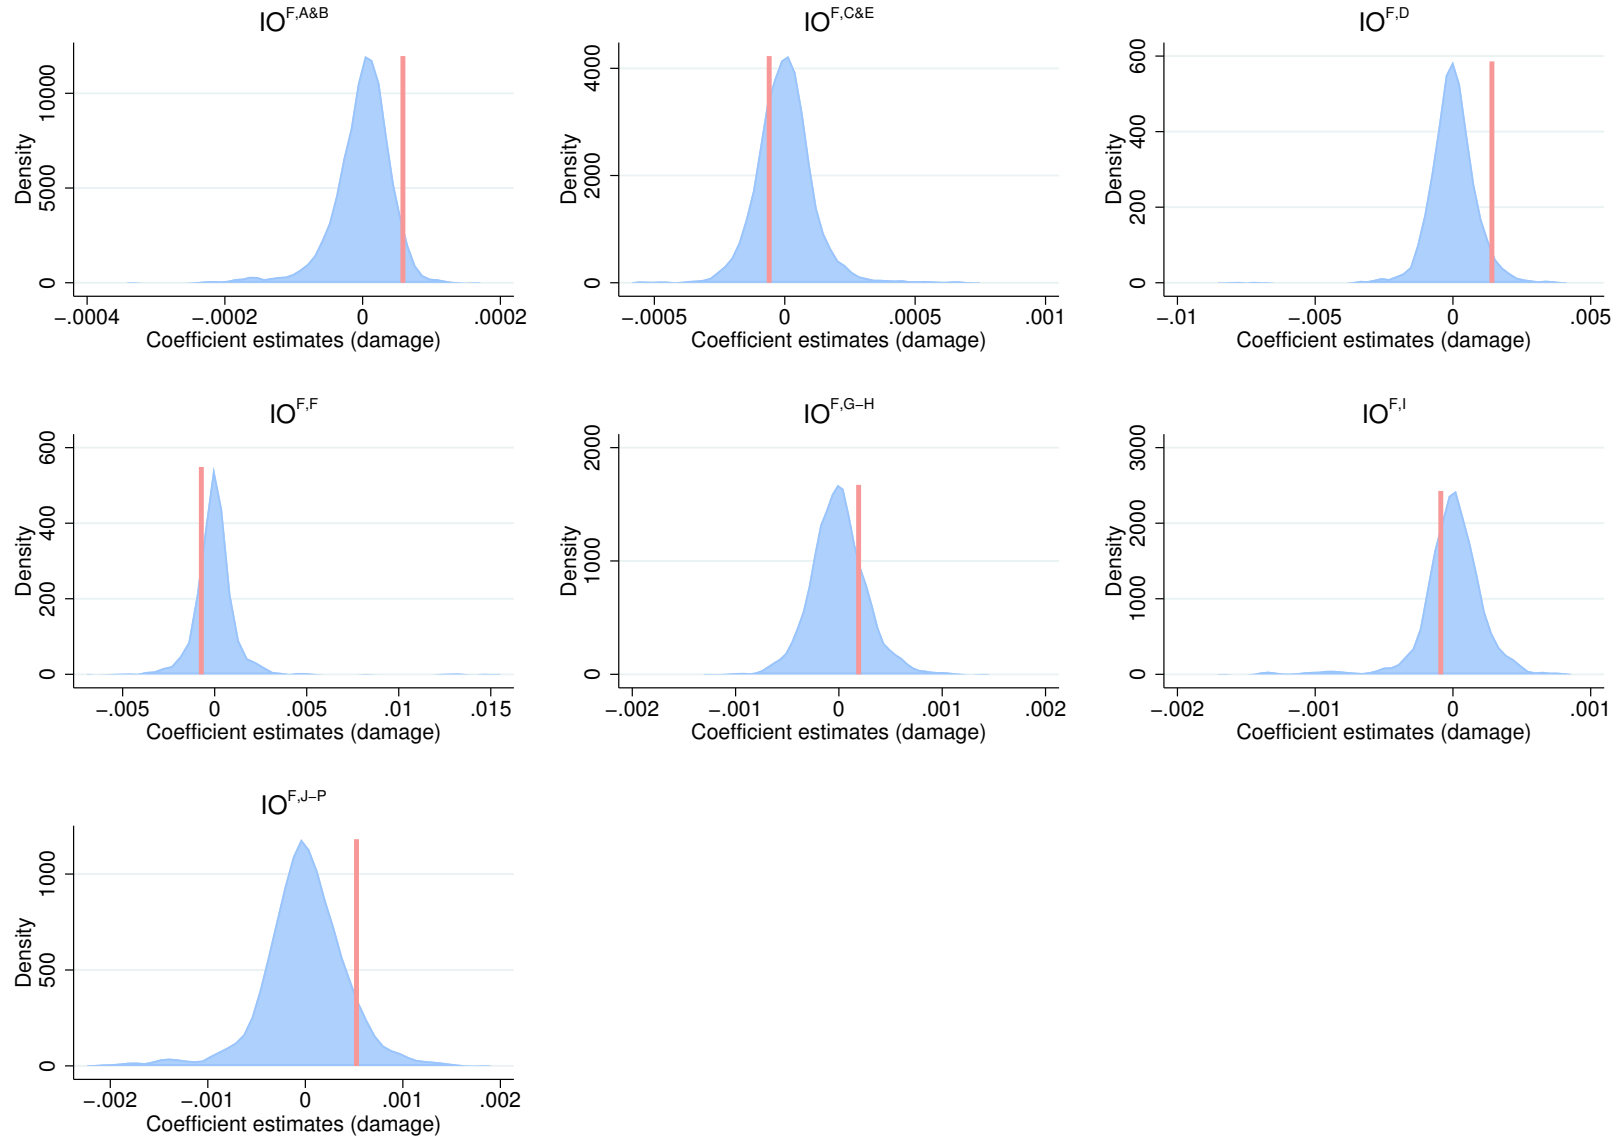 IO^F,A&B
Density
10000
5000
0
−.0004 −.0002 0 .0002
Coefficient estimates (damage)
IO^F,C&E
Density
4000
2000
0
−.0005 0 .0005 .001
Coefficient estimates (damage)
IO^F,D
Density
600
400
200
0
−.01 −.005 0 .005
Coefficient estimates (damage)
IO^F,F
Density
600
400
200
0
−.005 0 .005 .01 .015
Coefficient estimates (damage)
IO^F,G−H
Density
2000
1000
0
−.002 −.001 0 .001 .002
Coefficient estimates (damage)
IO^F,I
Density
3000
2000
1000
0
−.002 −.001 0 .001
Coefficient estimates (damage)
IO^F,J−P
Density
1000
500
0
−.002 −.001 0 .001 .002
Coefficient estimates (damage)